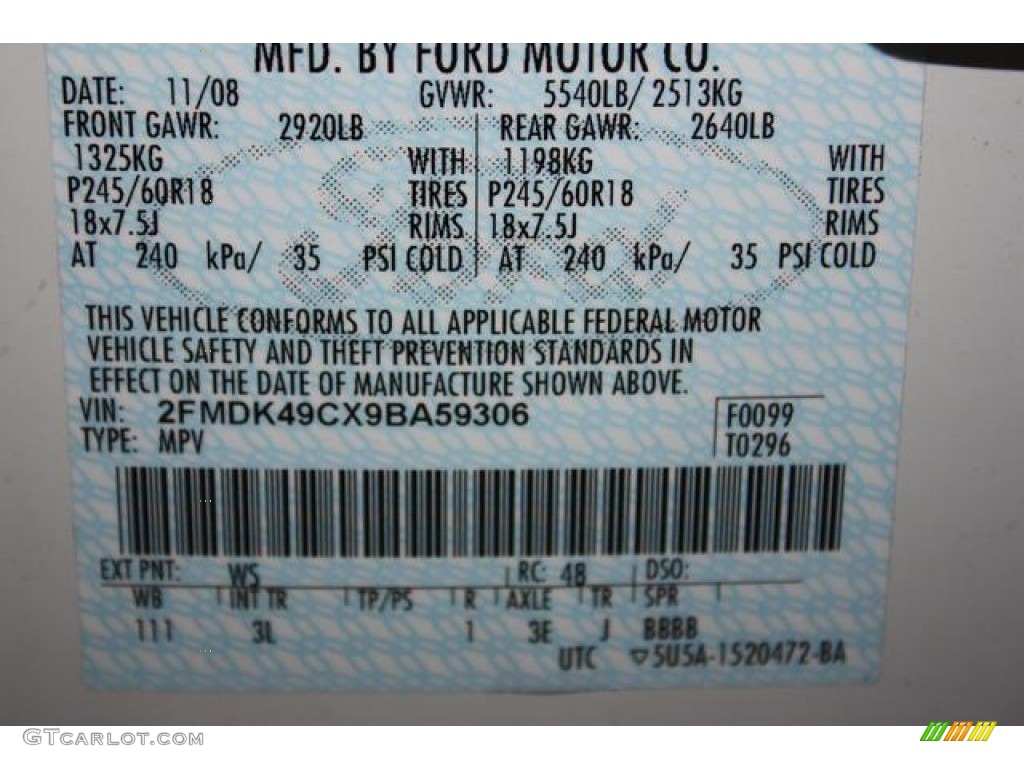 MFD. BY FORD MOTOR CO.
DATE: 11/08 GVWR: 5540LB/ 2513KG
FRONT GAWR: 2920LB REAR GAWR: 2640LB
1325KG WITH 1198KG WITH
P245/60R18 TIRES P245/60R18 TIRES
18x7.5J RIMS 18x7.5J RIMS
AT 240 kPa/ 35 PSI COLD AT 240 kPa/ 35 PSI COLD
THIS VEHICLE CONFORMS TO ALL APPLICABLE FEDERAL MOTOR
VEHICLE SAFETY AND THEFT PREVENTION STANDARDS IN
EFFECT ON THE DATE OF MANUFACTURE SHOWN ABOVE.
VIN: 2FMDK49CX9BA59306 F0099
TYPE: MPV T0296
EXT PNT: WS RC: 48 DSO:
WB INT TR TP/PS R AXLE TR SPR
111 3L 1 3E J BBBB
UTC ▽5U5A-1520472-BA
GTCARLOT.COM